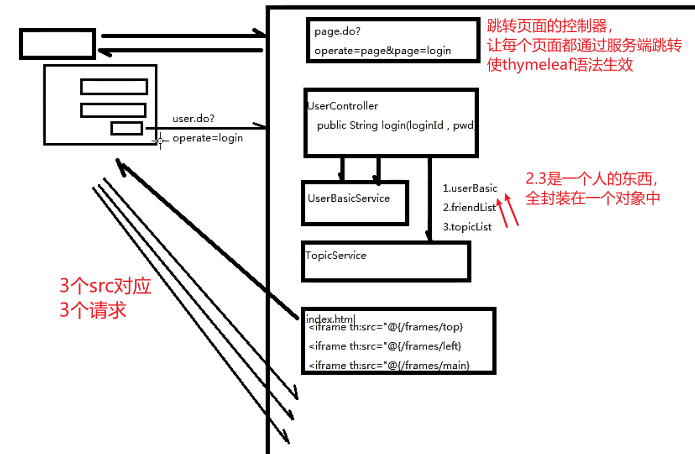 page.do?
operate=page&page=login
跳转页面的控制器，
让每个页面都通过服务端跳转
使thymeleaf语法生效
user.do?
operate=login
UserController
public String login(loginId , pwd
UserBasicService
1.userBasic
2.friendList
3.topicList
2.3是一个人的东西，
全封装在一个对象中
TopicService
3个src对应
3个请求
index.html
<iframe th:src="@{/frames/top}
<iframe th:src="@{/frames/left}
<iframe th:src="@{/frames/main}